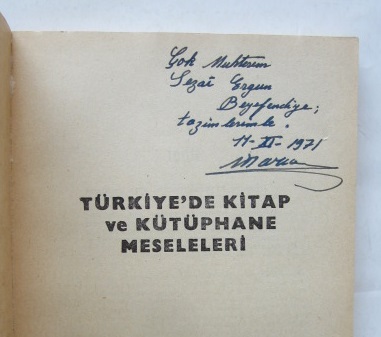 Çok Muhterem
Sezai Ergun
Beyefendiye;
tazimlerimle.
11-XI-1971
TÜRKİYE'DE KİTAP
ve KÜTÜPHANE
MESELELERİ